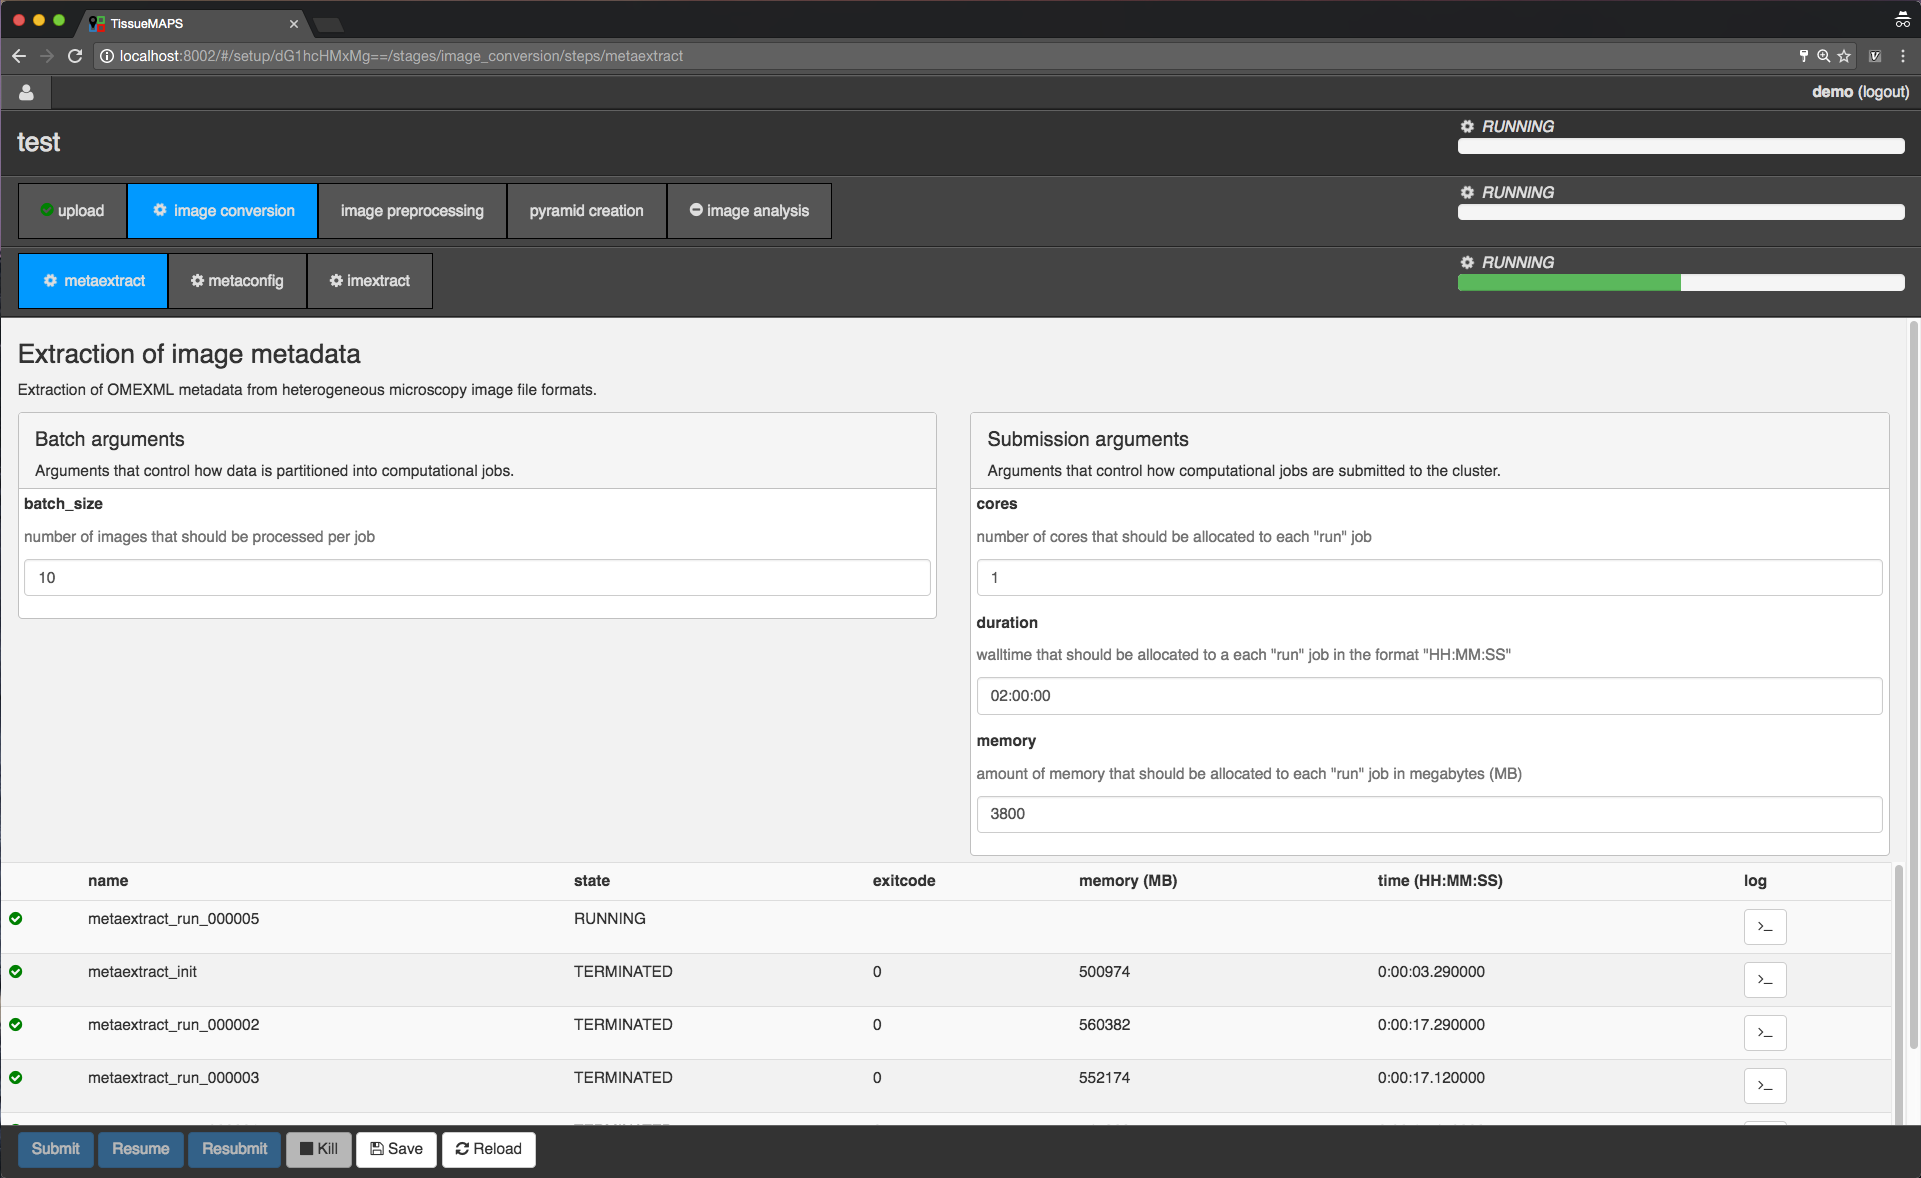 TissueMAPS
localhost:8002/#/setup/dG1hcHMxMg==/stages/image_conversion/steps/metaextract
demo (logout)
test
RUNNING
upload image conversion image preprocessing pyramid creation image analysis
RUNNING
metaextract metaconfig imextract
RUNNING
Extraction of image metadata
Extraction of OMEXML metadata from heterogeneous microscopy image file formats.
Batch arguments
Arguments that control how data is partitioned into computational jobs.
batch_size
number of images that should be processed per job
10
Submission arguments
Arguments that control how computational jobs are submitted to the cluster.
cores
number of cores that should be allocated to each "run" job
1
duration
walltime that should be allocated to a each "run" job in the format "HH:MM:SS"
02:00:00
memory
amount of memory that should be allocated to each "run" job in megabytes (MB)
3800
name state exitcode memory (MB) time (HH:MM:SS) log
metaextract_run_000005 RUNNING >_
metaextract_init TERMINATED 0 500974 0:00:03.290000 >_
metaextract_run_000002 TERMINATED 0 560382 0:00:17.290000 >_
metaextract_run_000003 TERMINATED 0 552174 0:00:17.120000 >_
Submit Resume Resubmit Kill Save Reload